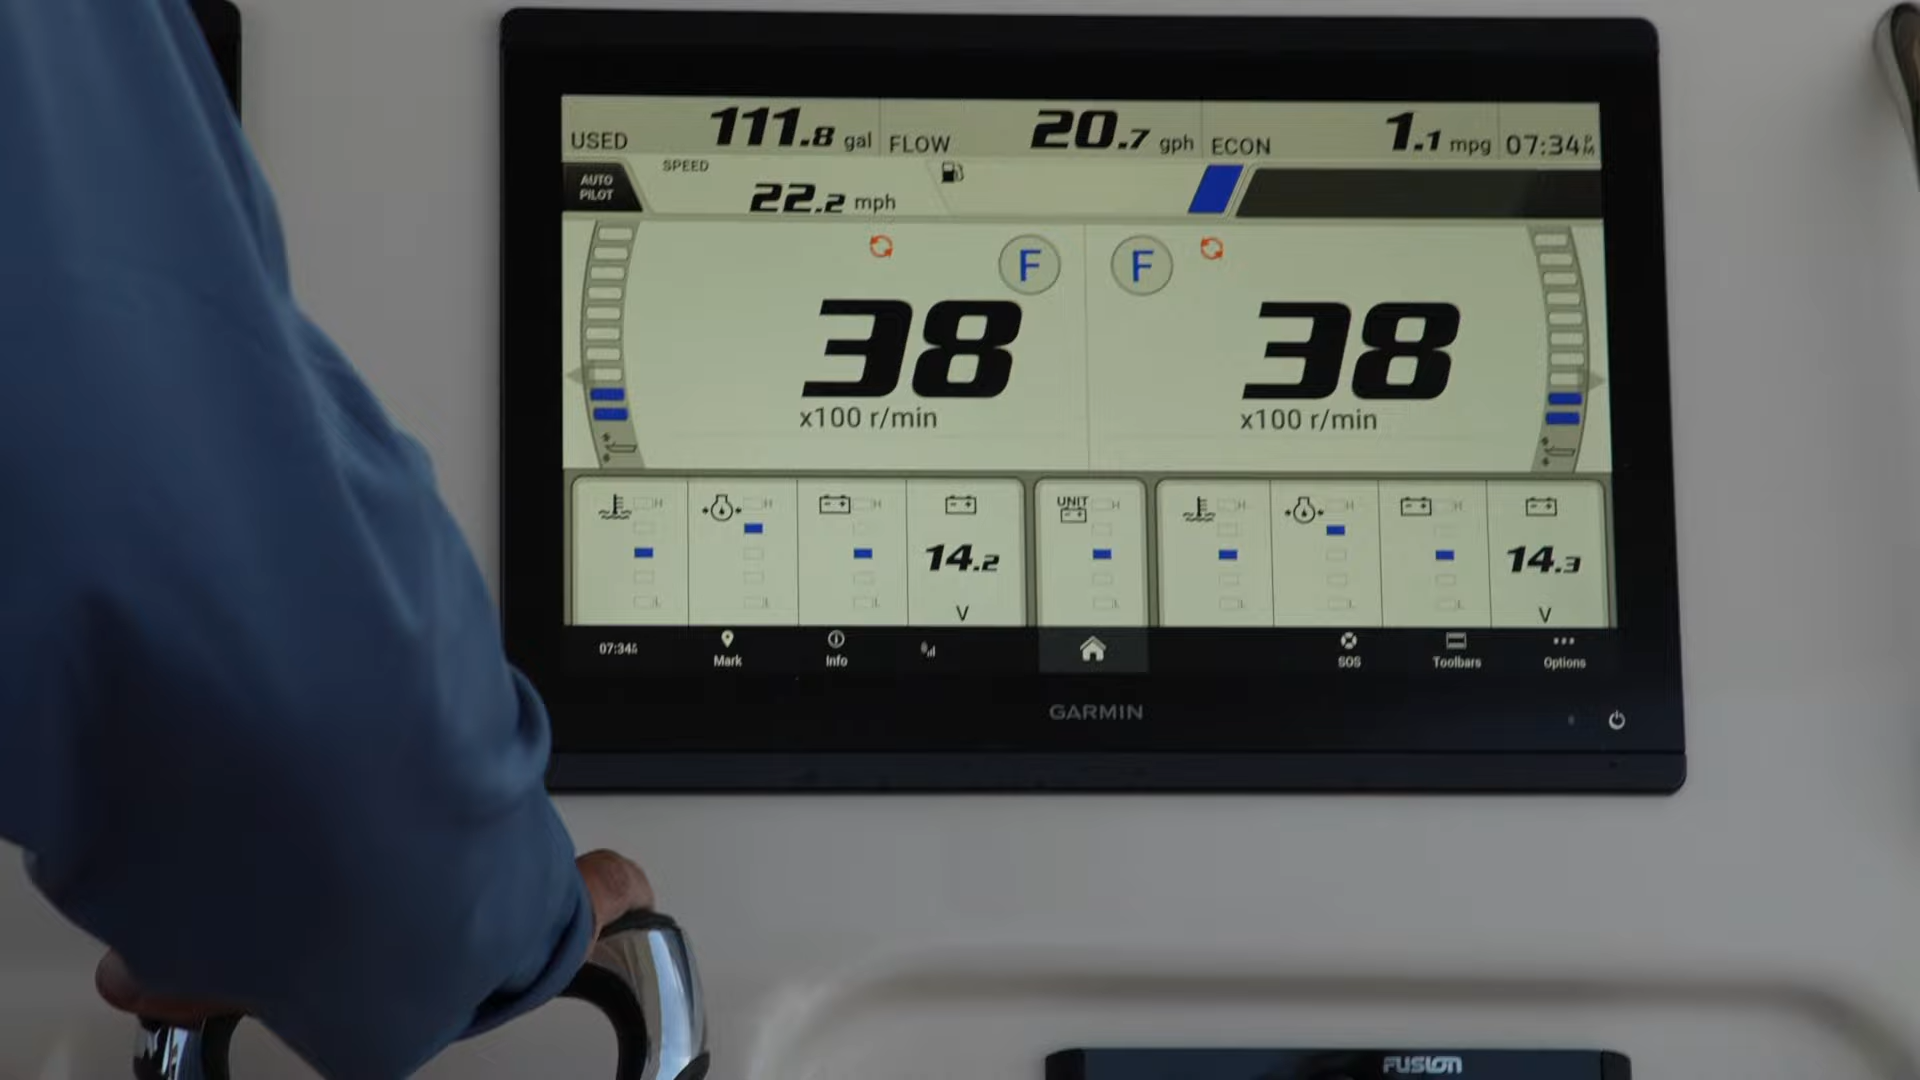 USED 111.8 gal FLOW 20.7 gph ECON 1.1 mpg 07:34 PM
AUTO
PILOT
SPEED
22.2 mph
F F
38 38
x100 r/min x100 r/min
H H H UNIT H H H H
14.2 14.3
L L L L L L L
V V
07:34
Mark Info SOS Toolbars Options
GARMIN
FUSION